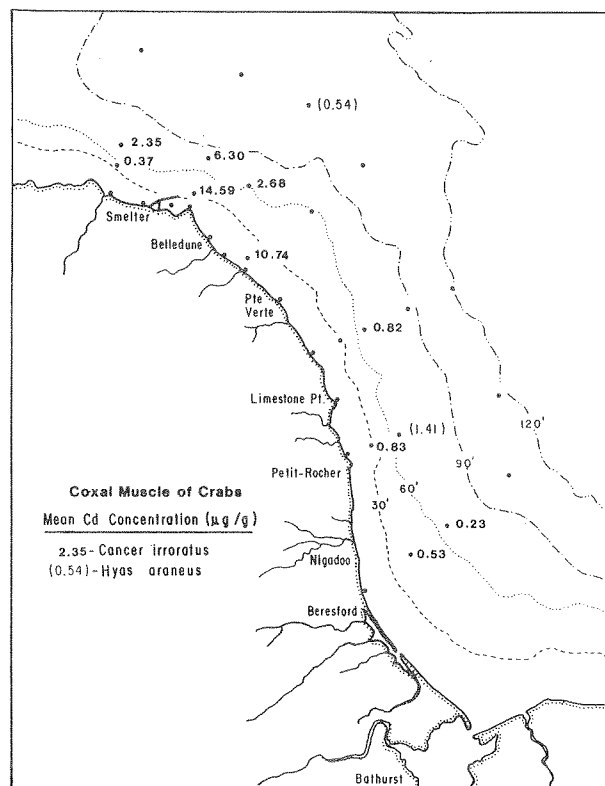 (0.54)
2.35
6.30
0.37
2.68
14.59
Smelter
Belledune
10.74
Pte
Verte
0.82
Limestone Pt.
(1.41)
120'
0.83
90'
Petit-Rocher
60'
30'
Coxal Muscle of Crabs
Mean Cd Concentration (µg/g)
2.35-Cancer irroratus
(0.54)-Hyas araneus
0.23
0.53
Nigadoo
Beresford
Bathurst